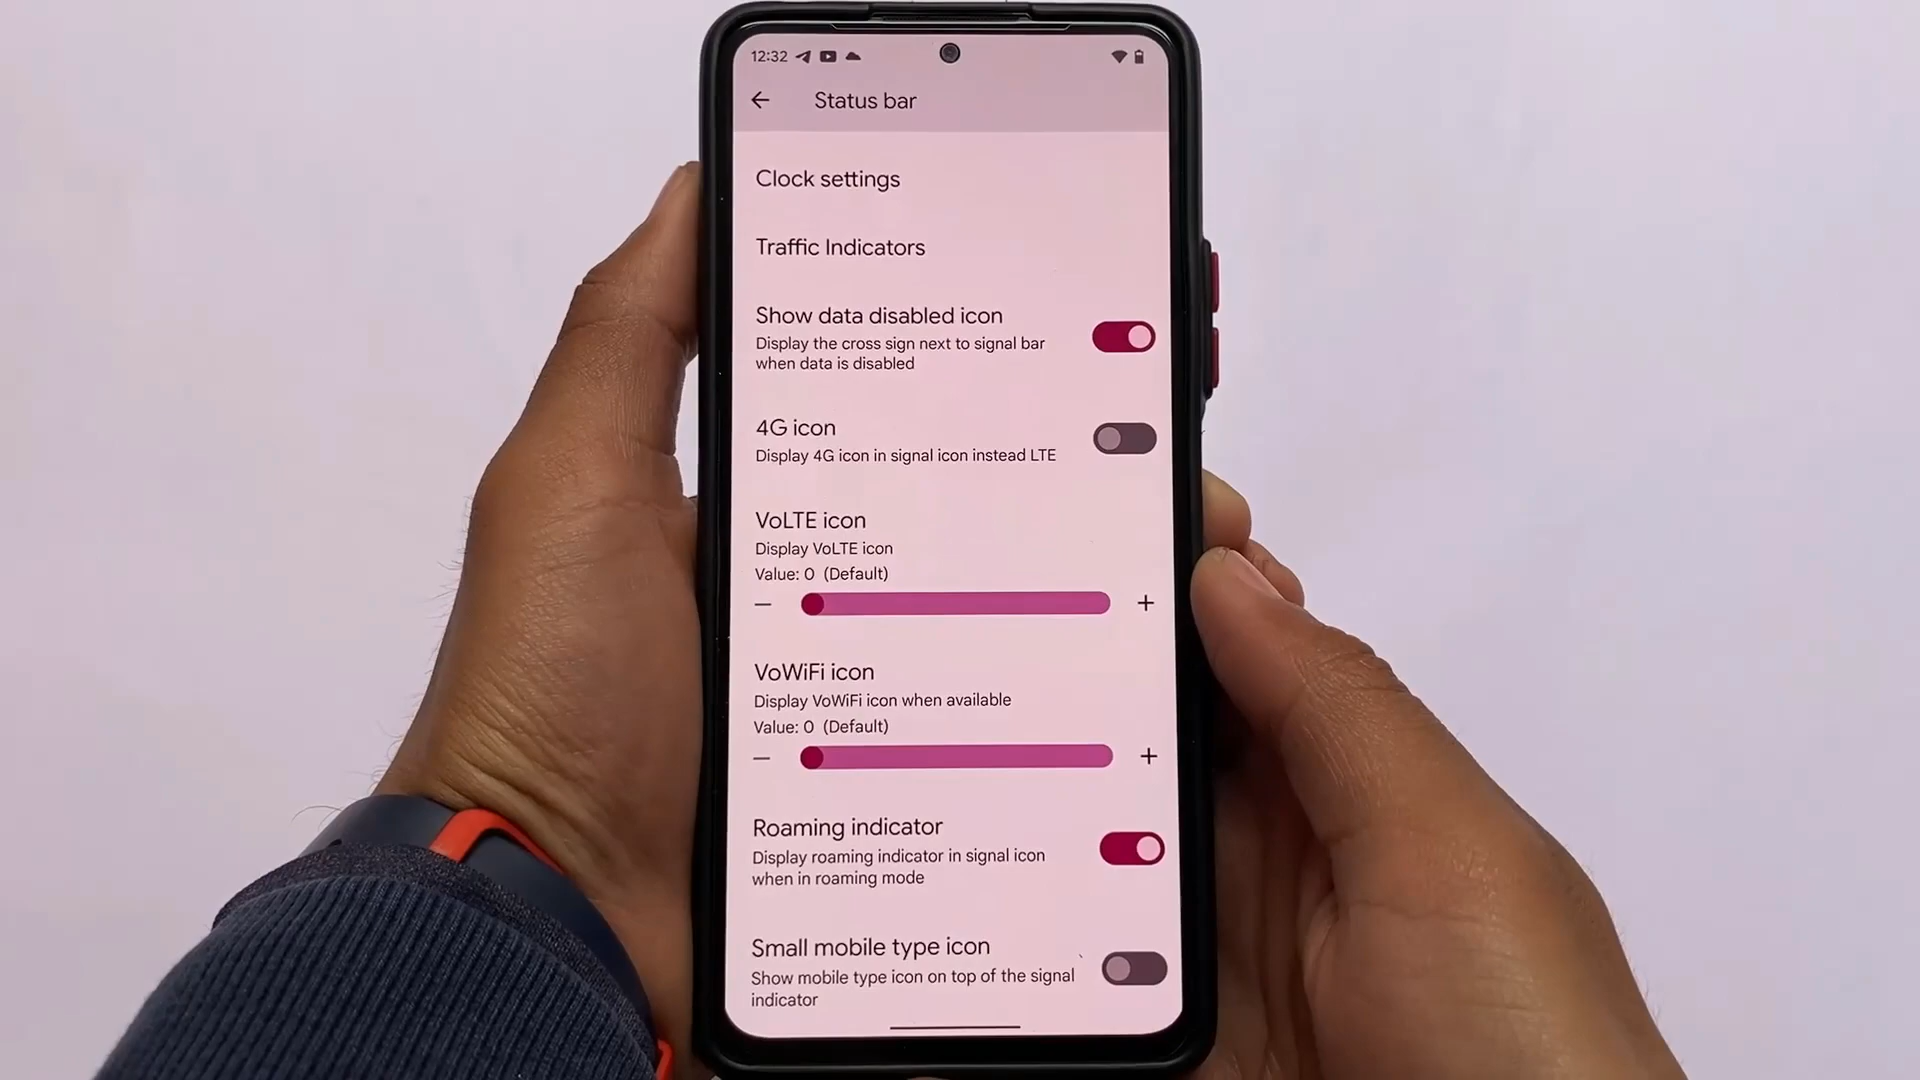 12:32
Status bar
Clock settings
Traffic Indicators
Show data disabled icon
Display the cross sign next to signal bar
when data is disabled
4G icon
Display 4G icon in signal icon instead LTE
VoLTE icon
Display VoLTE icon
Value: 0 (Default)
VoWiFi icon
Display VoWiFi icon when available
Value: 0 (Default)
Roaming indicator
Display roaming indicator in signal icon
when in roaming mode
Small mobile type icon
Show mobile type icon on top of the signal
indicator